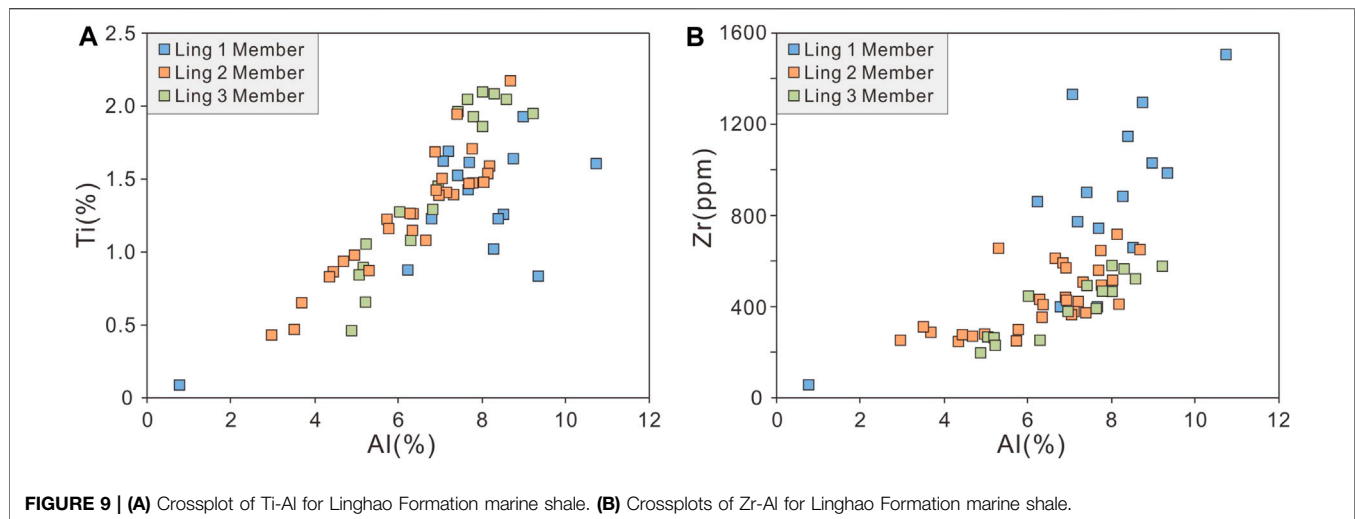 A
2.5
Ling 1 Member
Ling 2 Member
Ling 3 Member
2.0
1.5
1.0
0.5
0
Ti(%)
0 2 4 6 8 10 12
Al(%)
B
1600
Ling 1 Member
Ling 2 Member
Ling 3 Member
1200
800
400
0
Zr(ppm)
0 2 4 6 8 10 12
Al(%)
FIGURE 9 | (A) Crossplot of Ti-Al for Linghao Formation marine shale. (B) Crossplots of Zr-Al for Linghao Formation marine shale.